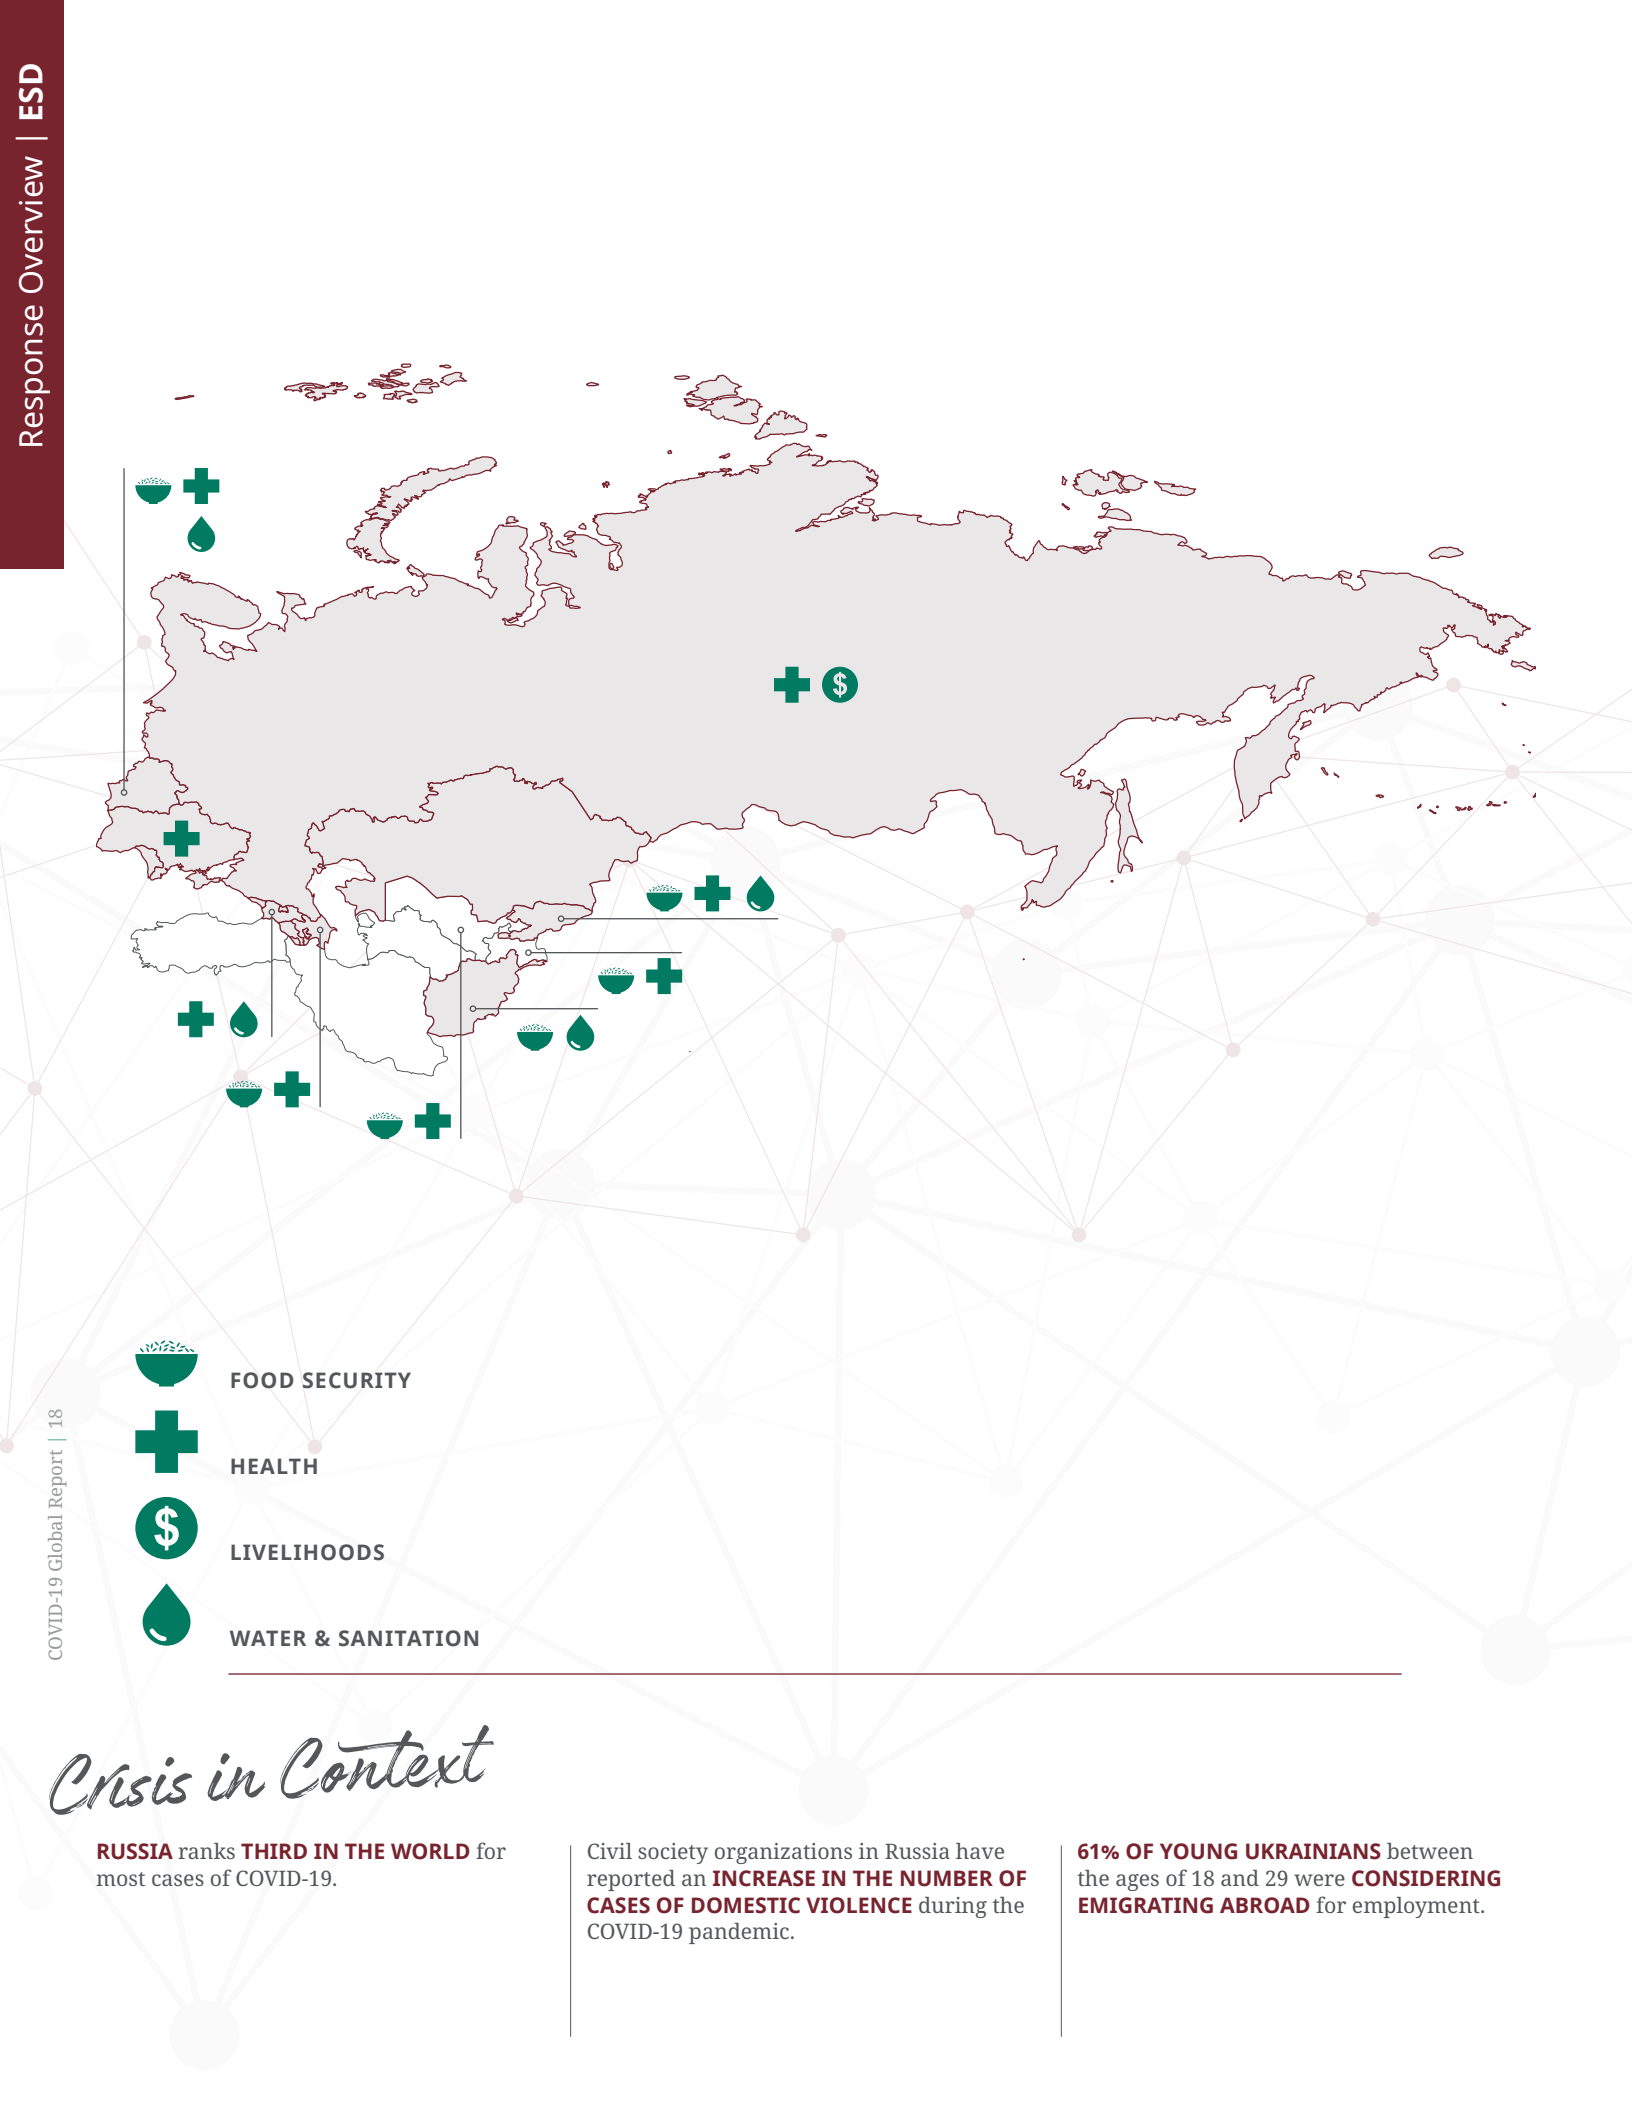 Response Overview | ESD
FOOD SECURITY
HEALTH
$
LIVELIHOODS
WATER & SANITATION
COVID-19 Global Report | 18
Crisis in Context
RUSSIA ranks THIRD IN THE WORLD for
most cases of COVID-19.
Civil society organizations in Russia have
reported an INCREASE IN THE NUMBER OF
CASES OF DOMESTIC VIOLENCE during the
COVID-19 pandemic.
61% OF YOUNG UKRAINIANS between
the ages of 18 and 29 were CONSIDERING
EMIGRATING ABROAD for employment.